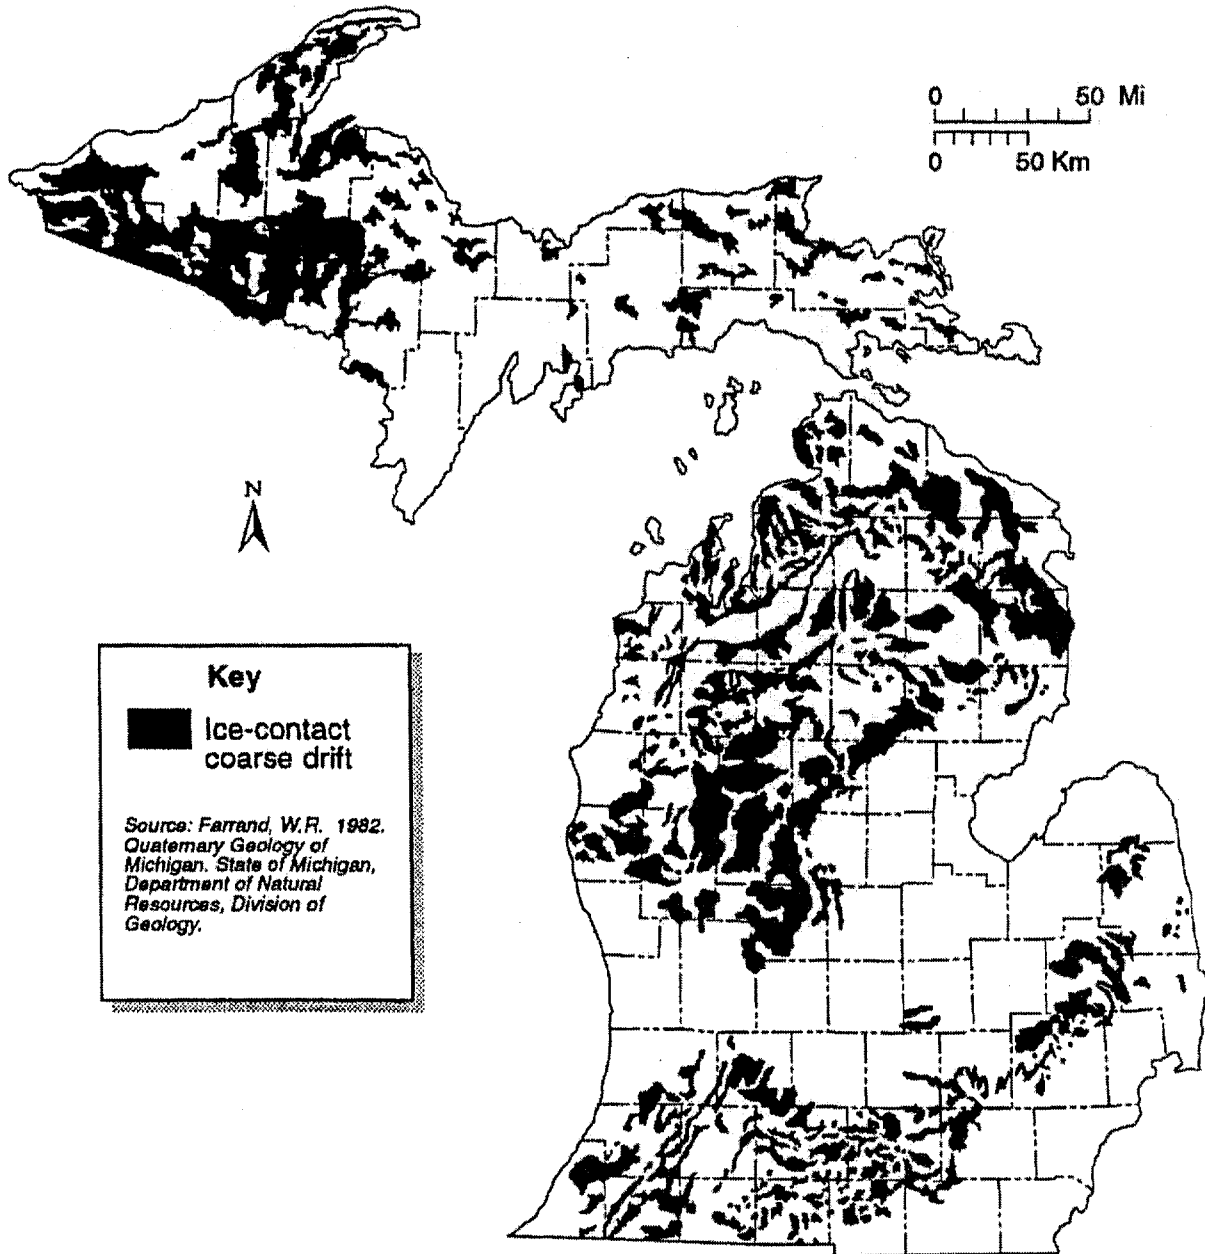 0 50 Mi
0 50 Km
N
Key
Ice-contact
coarse drift
Source: Farrand, W.R. 1982.
Quaternary Geology of
Michigan. State of Michigan,
Department of Natural
Resources, Division of
Geology.